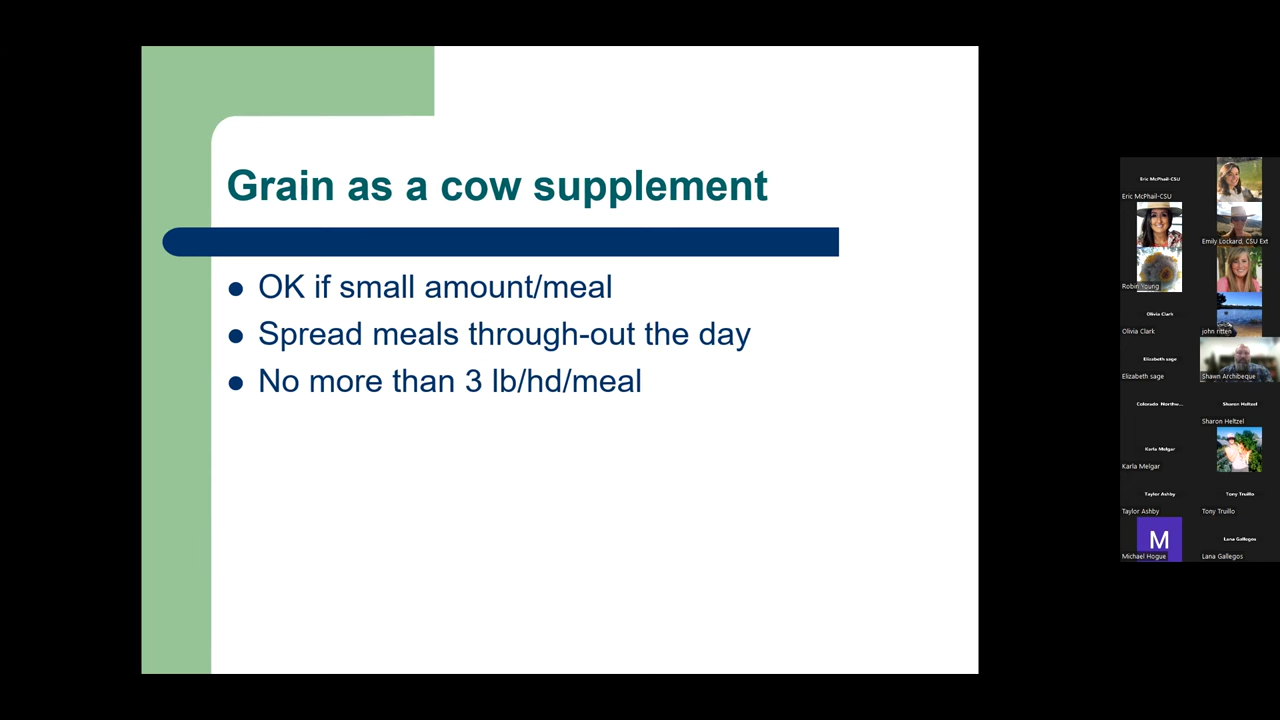 Grain as a cow supplement
● OK if small amount/meal
● Spread meals through-out the day
● No more than 3 lb/hd/meal
Eric McPhail-CSU
Eric McPhail-CSU
Emily Lockard, CSU Ext
Robin Young
Olivia Clark
Olivia Clark
john ritten
Elizabeth sage
Elizabeth sage
Shawn Archibeque
Colorado Northw...
Sharon Heltzel
Sharon Heltzel
Karla Melgar
Karla Melgar
Taylor Ashby
Tony Truillo
Taylor Ashby
Tony Truillo
M
Lana Gallegos
Michael Hogue
Lana Gallegos